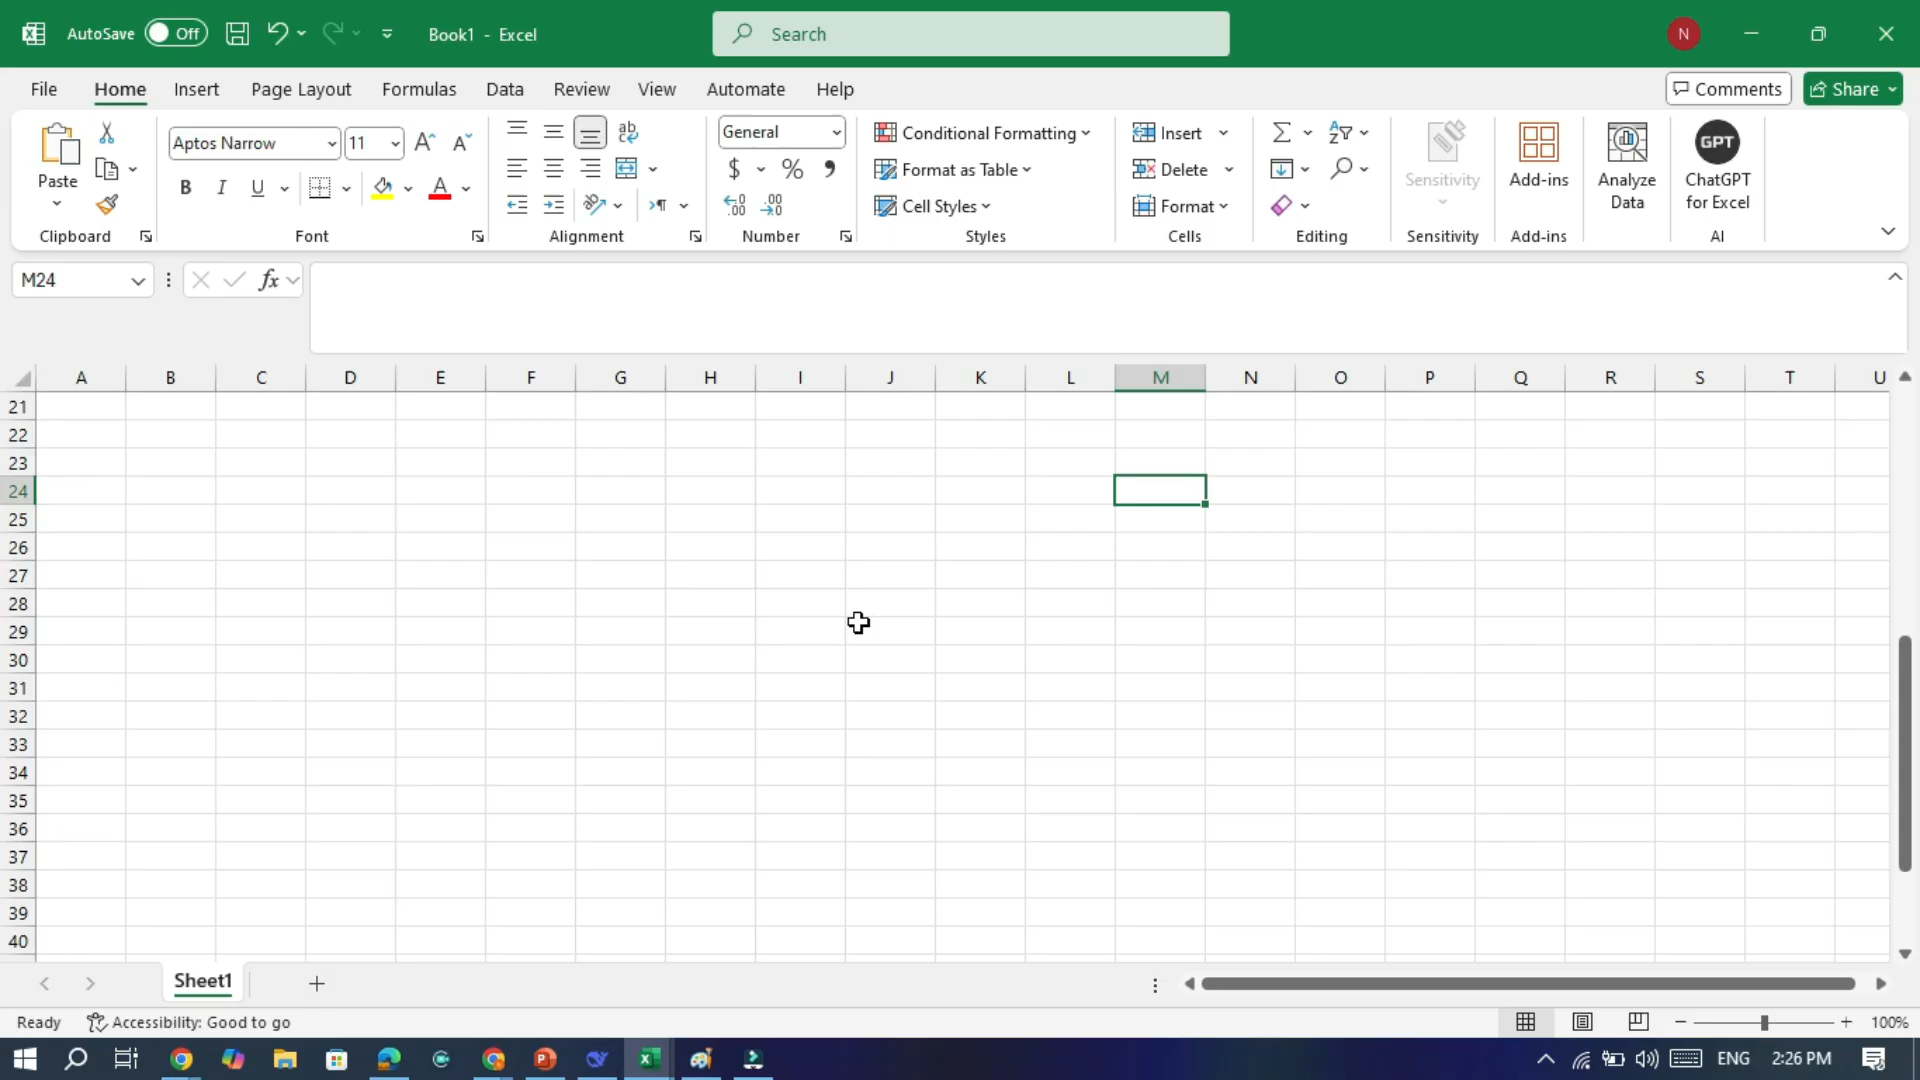 AutoSave Off Book1 - Excel Search N
File Home Insert Page Layout Formulas Data Review View Automate Help Comments Share
Paste
Clipboard
Aptos Narrow 11
B I U A
Font
ab
Alignment
General
$ % 9
.00 .00
Number
Conditional Formatting
Format as Table
Cell Styles
Styles
Insert
Delete
Format
Cells
Editing
Sensitivity
Sensitivity
Add-ins
Add-ins
Analyze
Data
GPT
ChatGPT
for Excel
AI
M24 fx
A B C D E F G H I J K L M N O P Q R S T U
21
22
23
24
25
26
27
28
29
30
31
32
33
34
35
36
37
38
39
40
Sheet1
Ready Accessibility: Good to go 100%
ENG 2:26 PM